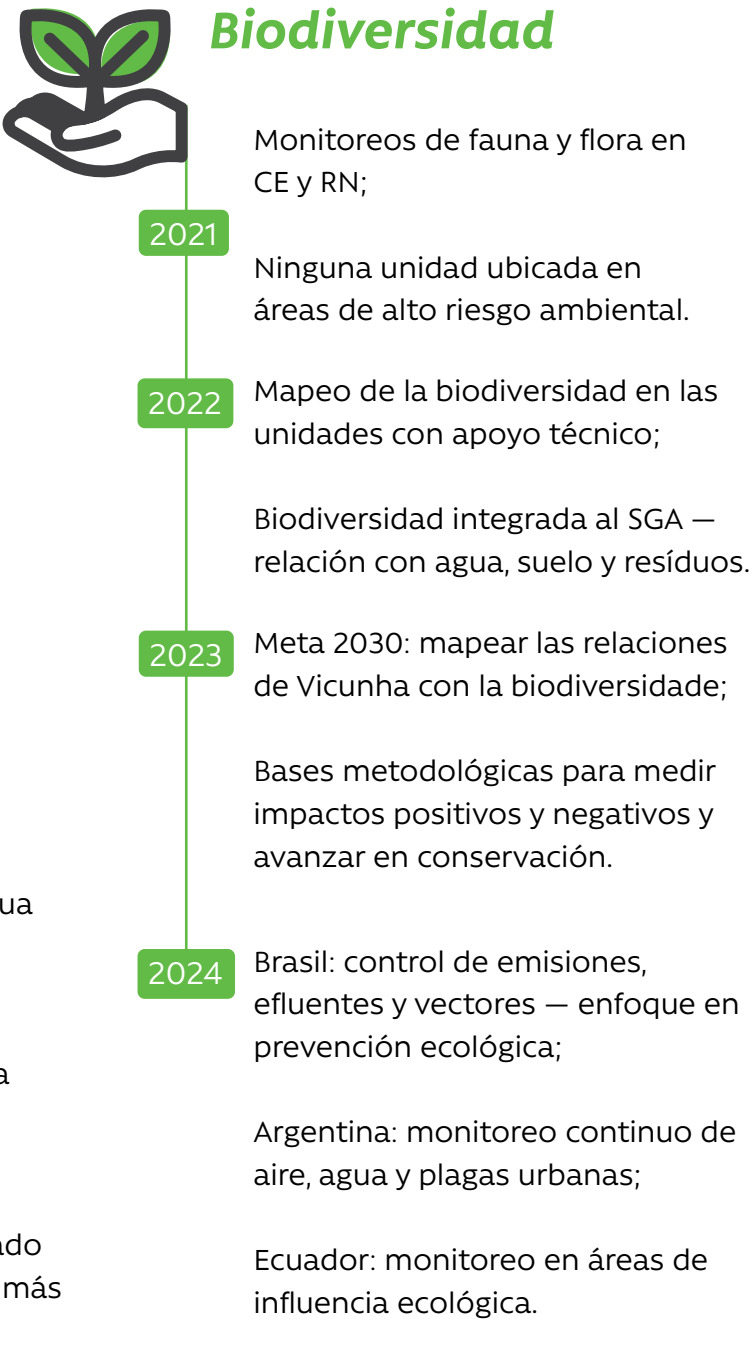 Biodiversidad
Monitoreos de fauna y flora en
CE y RN;
2021
Ninguna unidad ubicada en
áreas de alto riesgo ambiental.
2022
Mapeo de la biodiversidad en las
unidades con apoyo técnico;
Biodiversidad integrada al SGA —
relación con agua, suelo y resíduos.
2023
Meta 2030: mapear las relaciones
de Vicunha con la biodiversidade;
Bases metodológicas para medir
impactos positivos y negativos y
avanzar en conservación.
2024
Brasil: control de emisiones,
efluentes y vectores — enfoque en
prevención ecológica;
Argentina: monitoreo continuo de
aire, agua y plagas urbanas;
Ecuador: monitoreo en áreas de
influencia ecológica.
más